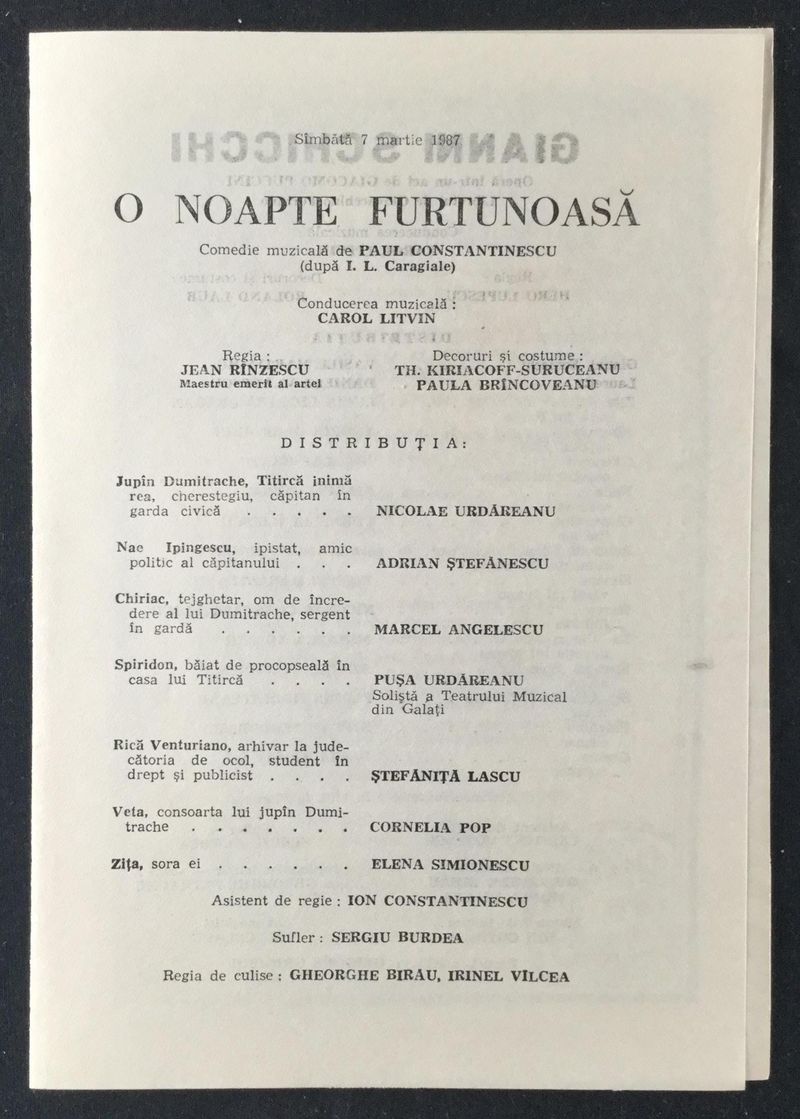 Sîmbătă 7 martie 1987
GIANNI SCHICCHI
O NOAPTE FURTUNOASĂ
Comedie muzicală de PAUL CONSTANTINESCU
(după I. L. Caragiale)
Conducerea muzicală :
CAROL LITVIN
Regia :
JEAN RÎNZESCU
Maestru emerit al artei
Decoruri și costume :
TH. KIRIACOFF-SURUCEANU
PAULA BRÎNCOVEANU
DISTRIBUȚIA:
Jupîn Dumitrache, Titircă inimă
rea, cherestegiu, căpitan în
garda civică . . . . . NICOLAE URDĂREANU
Nae Ipingescu, ipistat, amic
politic al căpitanului . . . ADRIAN ȘTEFĂNESCU
Chiriac, tejghetar, om de încre-
dere al lui Dumitrache, sergent
în gardă . . . . . . MARCEL ANGELESCU
Spiridon, băiat de procopseală în
casa lui Titircă . . . . PUȘA URDĂREANU
Solistă a Teatrului Muzical
din Galați
Rică Venturiano, arhivar la jude-
cătoria de ocol, student în
drept și publicist . . . . ȘTEFĂNIȚĂ LASCU
Veta, consoarta lui jupîn Dumi-
trache . . . . . . . CORNELIA POP
Zița, sora ei . . . . . . ELENA SIMIONESCU
Asistent de regie : ION CONSTANTINESCU
Sufler : SERGIU BURDEA
Regia de culise : GHEORGHE BIRĂU, IRINEL VÎLCEA